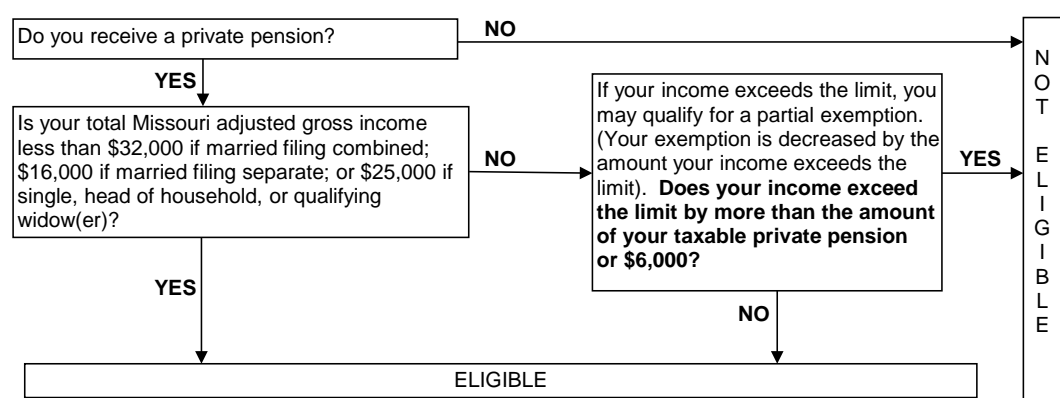 Do you receive a private pension?
NO
YES
Is your total Missouri adjusted gross income
less than $32,000 if married filing combined;
$16,000 if married filing separate; or $25,000 if
single, head of household, or qualifying
widow(er)?
NO
If your income exceeds the limit, you
may qualify for a partial exemption.
(Your exemption is decreased by the
amount your income exceeds the
limit). Does your income exceed
the limit by more than the amount
of your taxable private pension
or $6,000?
YES
YES
NO
ELIGIBLE
N
O
T
E
L
I
G
I
B
L
E